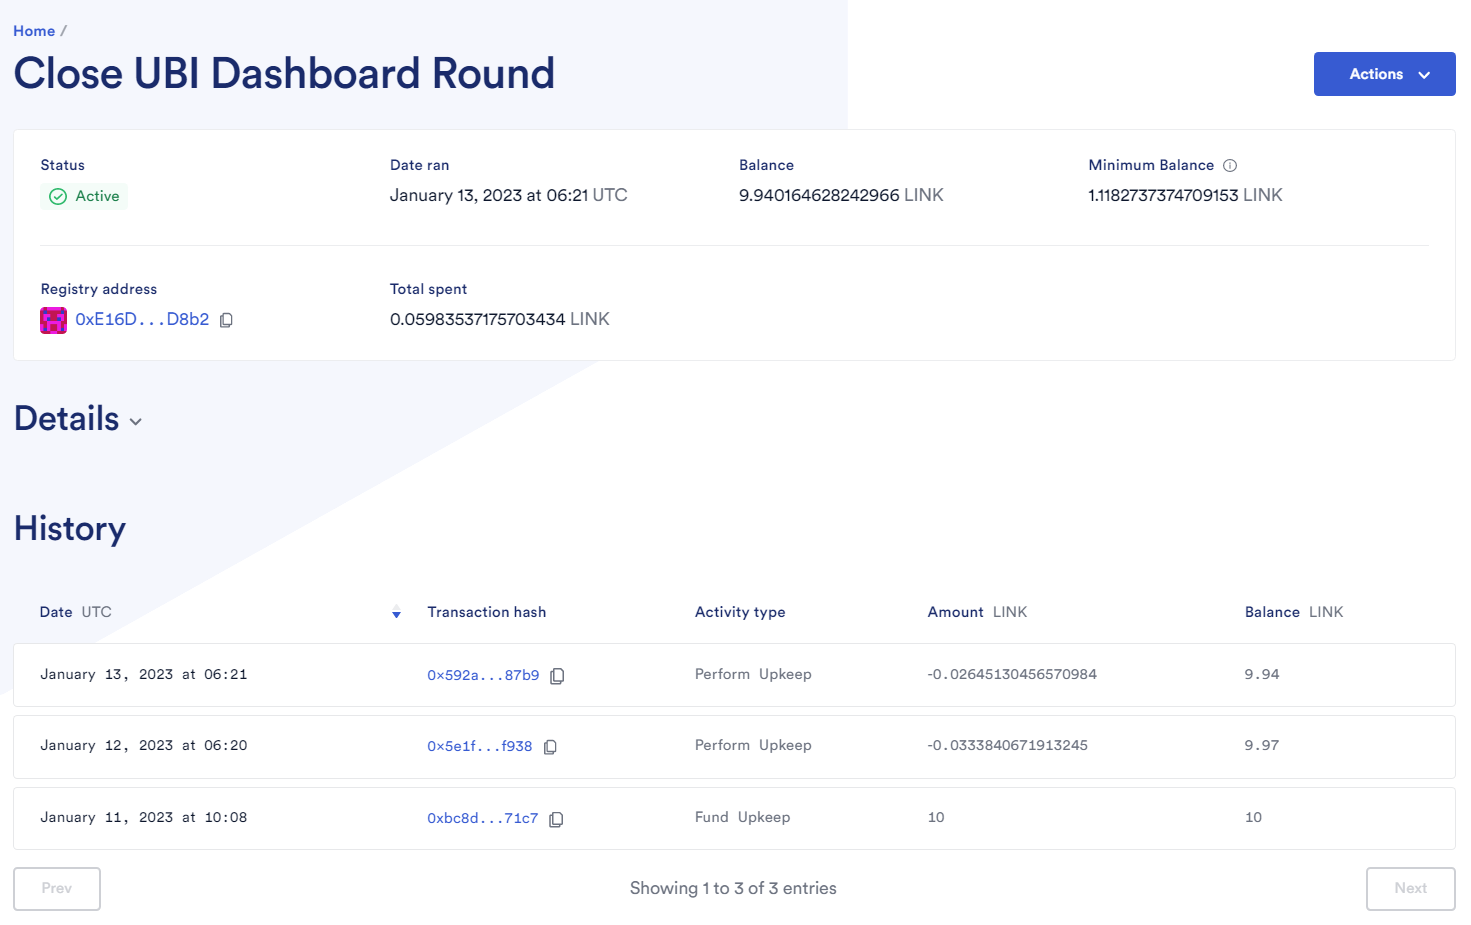 Home /
Close UBI Dashboard Round
Actions
Status Date ran Balance Minimum Balance
Active January 13, 2023 at 06:21 UTC 9.940164628242966 LINK 1.1182737374709153 LINK
Registry address Total spent
0xE16D...D8b2 0.05983537175703434 LINK
Details
History
Date UTC Transaction hash Activity type Amount LINK Balance LINK
January 13, 2023 at 06:21 0x592a...87b9 Perform Upkeep -0.02645130456570984 9.94
January 12, 2023 at 06:20 0x5e1f...f938 Perform Upkeep -0.0333840671913245 9.97
January 11, 2023 at 10:08 0xbc8d...71c7 Fund Upkeep 10 10
Prev Showing 1 to 3 of 3 entries Next